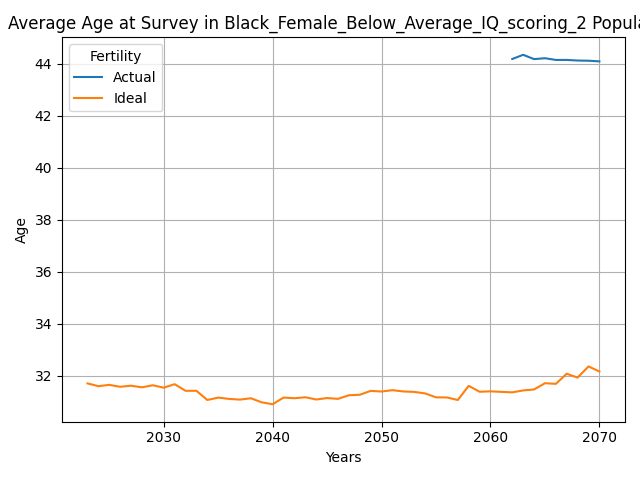 Average Age at Survey in Black_Female_Below_Average_IQ_scoring_2 Popula
Fertility
Actual
Ideal
44
42
40
38
36
34
32
Age
2030 2040 2050 2060 2070
Years